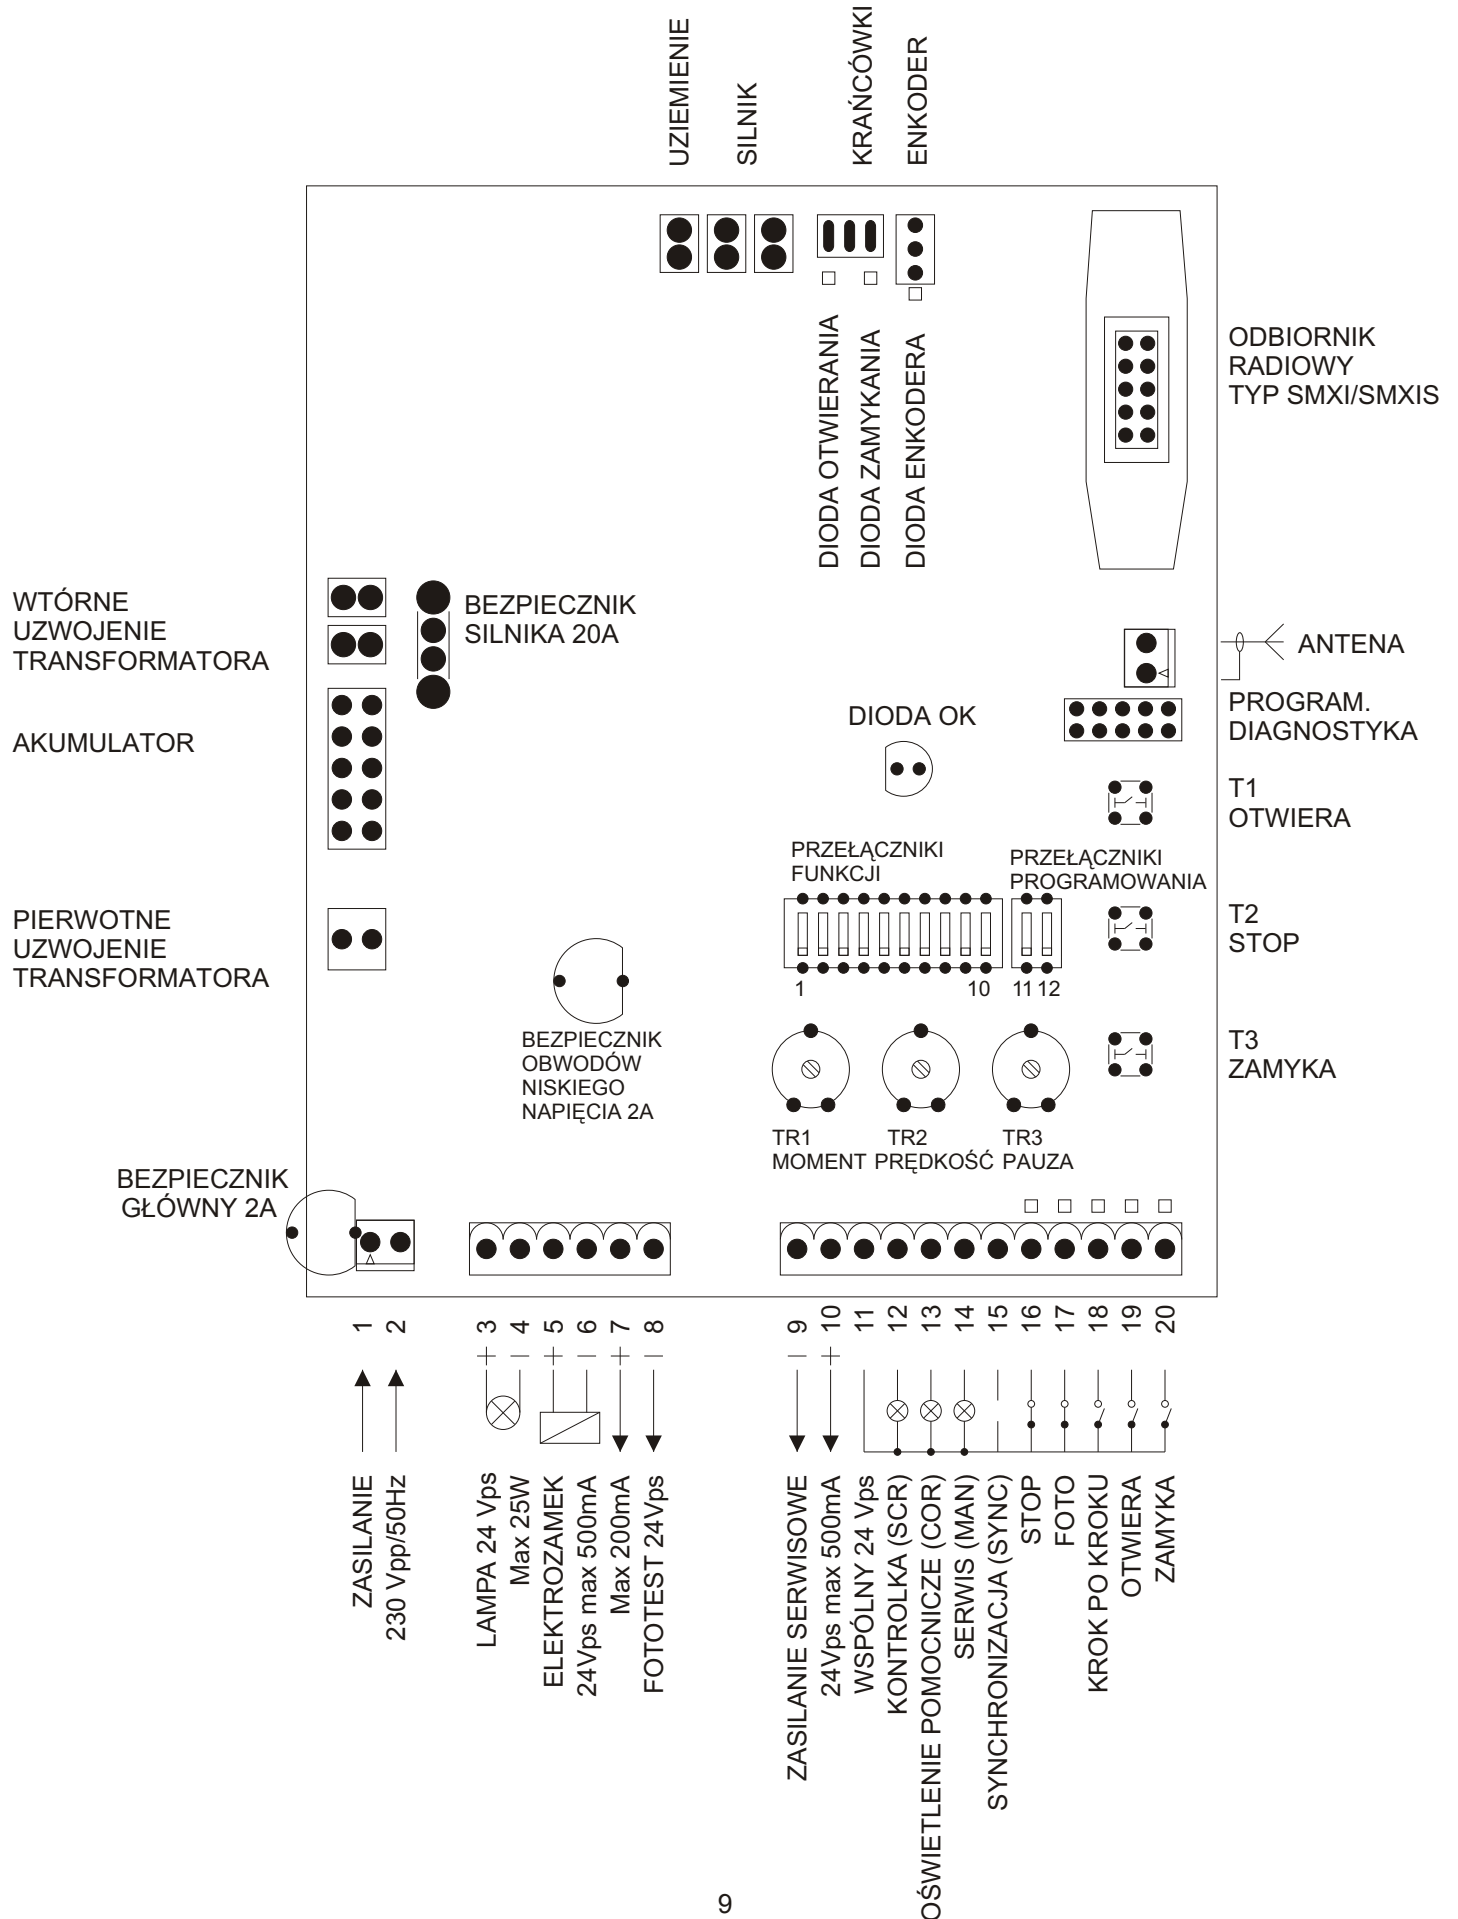 UZIEMIENIE
SILNIK
KRAŃCÓWKI
ENKODER
DIODA OTWIERANIA
DIODA ZAMYKANIA
DIODA ENKODERA
ODBIORNIK
RADIOWY
TYP SMXI/SMXIS
WTÓRNE
UZWOJENIE
TRANSFORMATORA
BEZPIECZNIK
SILNIKA 20A
ANTENA
AKUMULATOR
DIODA OK
PROGRAM.
DIAGNOSTYKA
T1
OTWIERA
PRZEŁĄCZNIKI
FUNKCJI
PRZEŁĄCZNIKI
PROGRAMOWANIA
PIERWOTNE
UZWOJENIE
TRANSFORMATORA
T2
STOP
1 10 11 12
BEZPIECZNIK
OBWODÓW
NISKIEGO
NAPIĘCIA 2A
T3
ZAMYKA
TR1
MOMENT
TR2
PRĘDKOŚĆ
TR3
PAUZA
BEZPIECZNIK
GŁÓWNY 2A
1 2 3 4 5 6 7 8 9 10 11 12 13 14 15 16 17 18 19 20
+ – + – + – – +
ZASILANIE
230 Vpp/50Hz
LAMPA 24 Vps
Max 25W
ELEKTROZAMEK
24Vps max 500mA
Max 200mA
FOTOTEST 24Vps
ZASILANIE SERWISOWE
24Vps max 500mA
WSPÓLNY 24 Vps
KONTROLKA (SCR)
OŚWIETLENIE POMOCNICZE (COR)
SERWIS (MAN)
SYNCHRONIZACJA (SYNC)
STOP
FOTO
KROK PO KROKU
OTWIERA
ZAMYKA
9